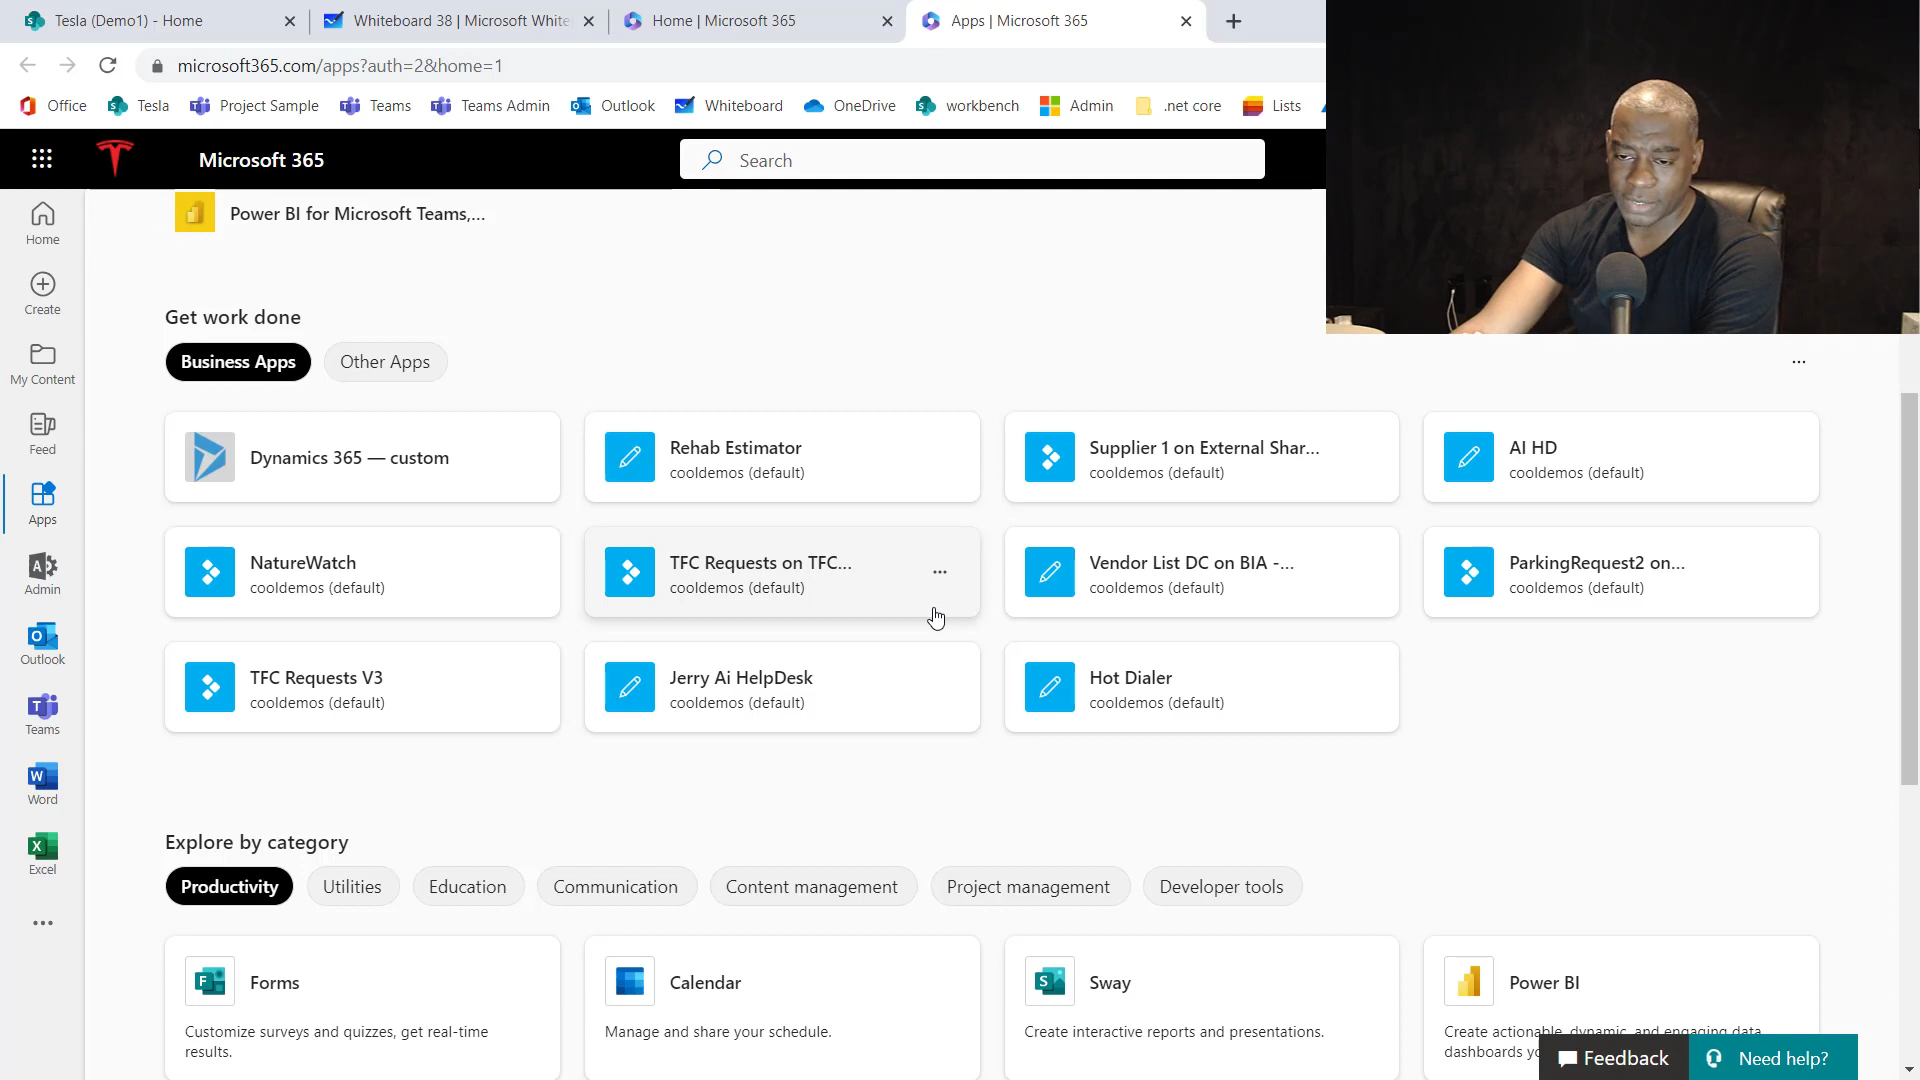 Tesla (Demo1) - Home
Whiteboard 38 | Microsoft White
Home | Microsoft 365
Apps | Microsoft 365
microsoft365.com/apps?auth=2&home=1
Office
Tesla
Project Sample
Teams
Teams Admin
Outlook
Whiteboard
OneDrive
workbench
Admin
.net core
Lists
Microsoft 365
Search
Home
Create
My Content
Feed
Apps
Admin
Outlook
Teams
Word
Excel
Power BI for Microsoft Teams,...
Get work done
Business Apps
Other Apps
Dynamics 365 — custom
Rehab Estimator
cooldemos (default)
Supplier 1 on External Shar...
cooldemos (default)
AI HD
cooldemos (default)
NatureWatch
cooldemos (default)
TFC Requests on TFC...
cooldemos (default)
Vendor List DC on BIA -...
cooldemos (default)
ParkingRequest2 on...
cooldemos (default)
TFC Requests V3
cooldemos (default)
Jerry Ai HelpDesk
cooldemos (default)
Hot Dialer
cooldemos (default)
Explore by category
Productivity
Utilities
Education
Communication
Content management
Project management
Developer tools
Forms
Customize surveys and quizzes, get real-time
results.
Calendar
Manage and share your schedule.
Sway
Create interactive reports and presentations.
Power BI
Create actionable, dynamic, and engaging data
dashboards yo
Feedback
Need help?